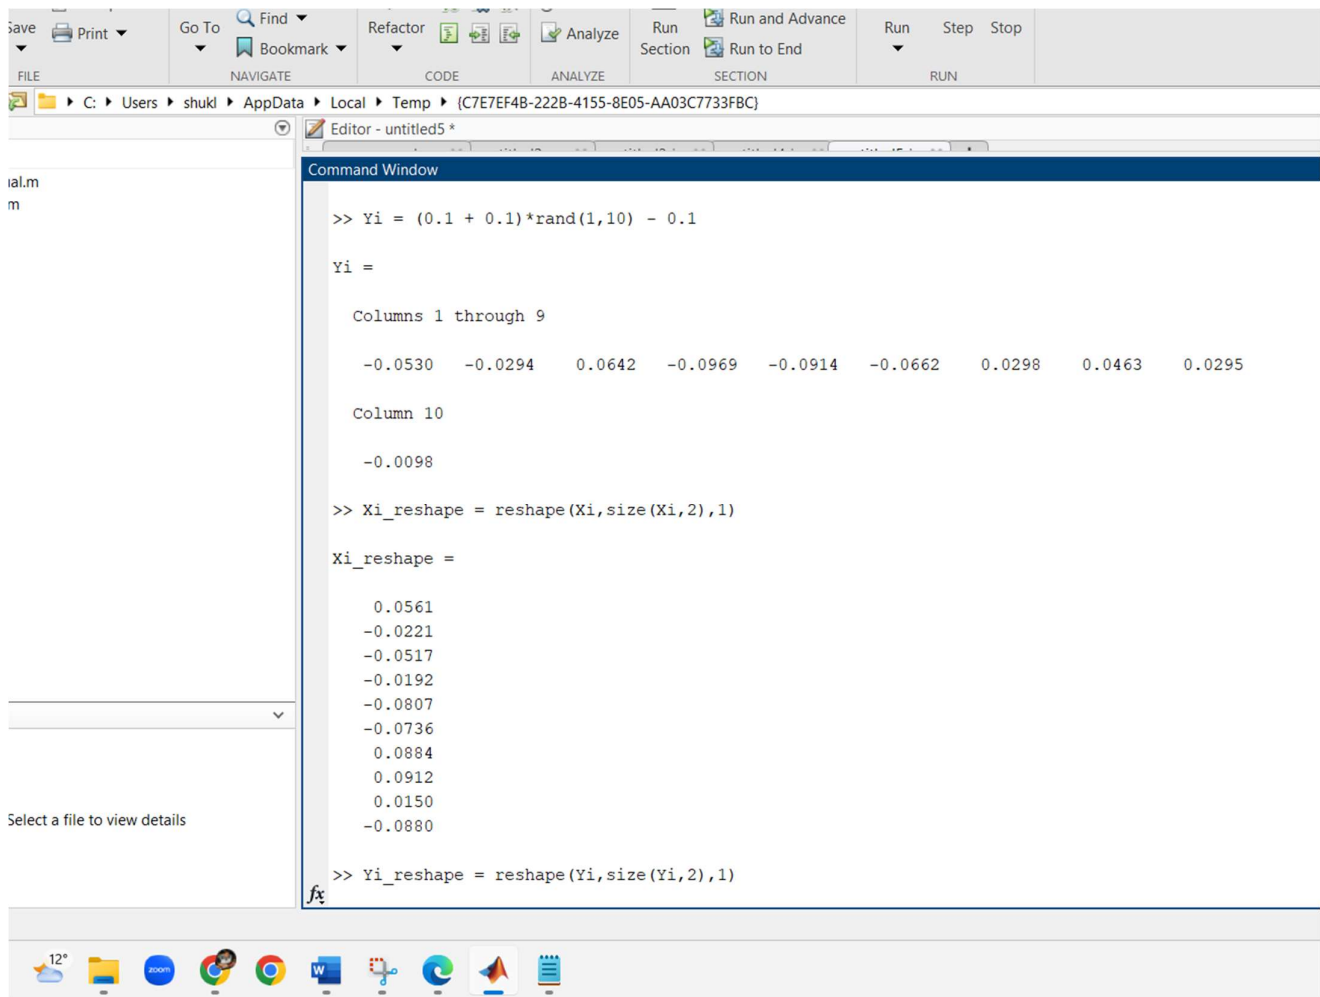 Save
Print
Go To
Find
Bookmark
Refactor
Analyze
Run
Section
Run and Advance
Run to End
Run
Step
Stop
FILE
NAVIGATE
CODE
ANALYZE
SECTION
RUN
C: Users shukl AppData Local Temp {C7E7EF4B-222B-4155-8E05-AA03C7733FBC}
Editor - untitled5 *
ial.m
m
Command Window
>> Yi = (0.1 + 0.1)*rand(1,10) - 0.1
Yi =
Columns 1 through 9
-0.0530 -0.0294 0.0642 -0.0969 -0.0914 -0.0662 0.0298 0.0463 0.0295
Column 10
-0.0098
>> Xi_reshape = reshape(Xi,size(Xi,2),1)
Xi_reshape =
0.0561
-0.0221
-0.0517
-0.0192
-0.0807
-0.0736
0.0884
0.0912
0.0150
-0.0880
>> Yi_reshape = reshape(Yi,size(Yi,2),1)
fx
Select a file to view details
12°
zoom
W